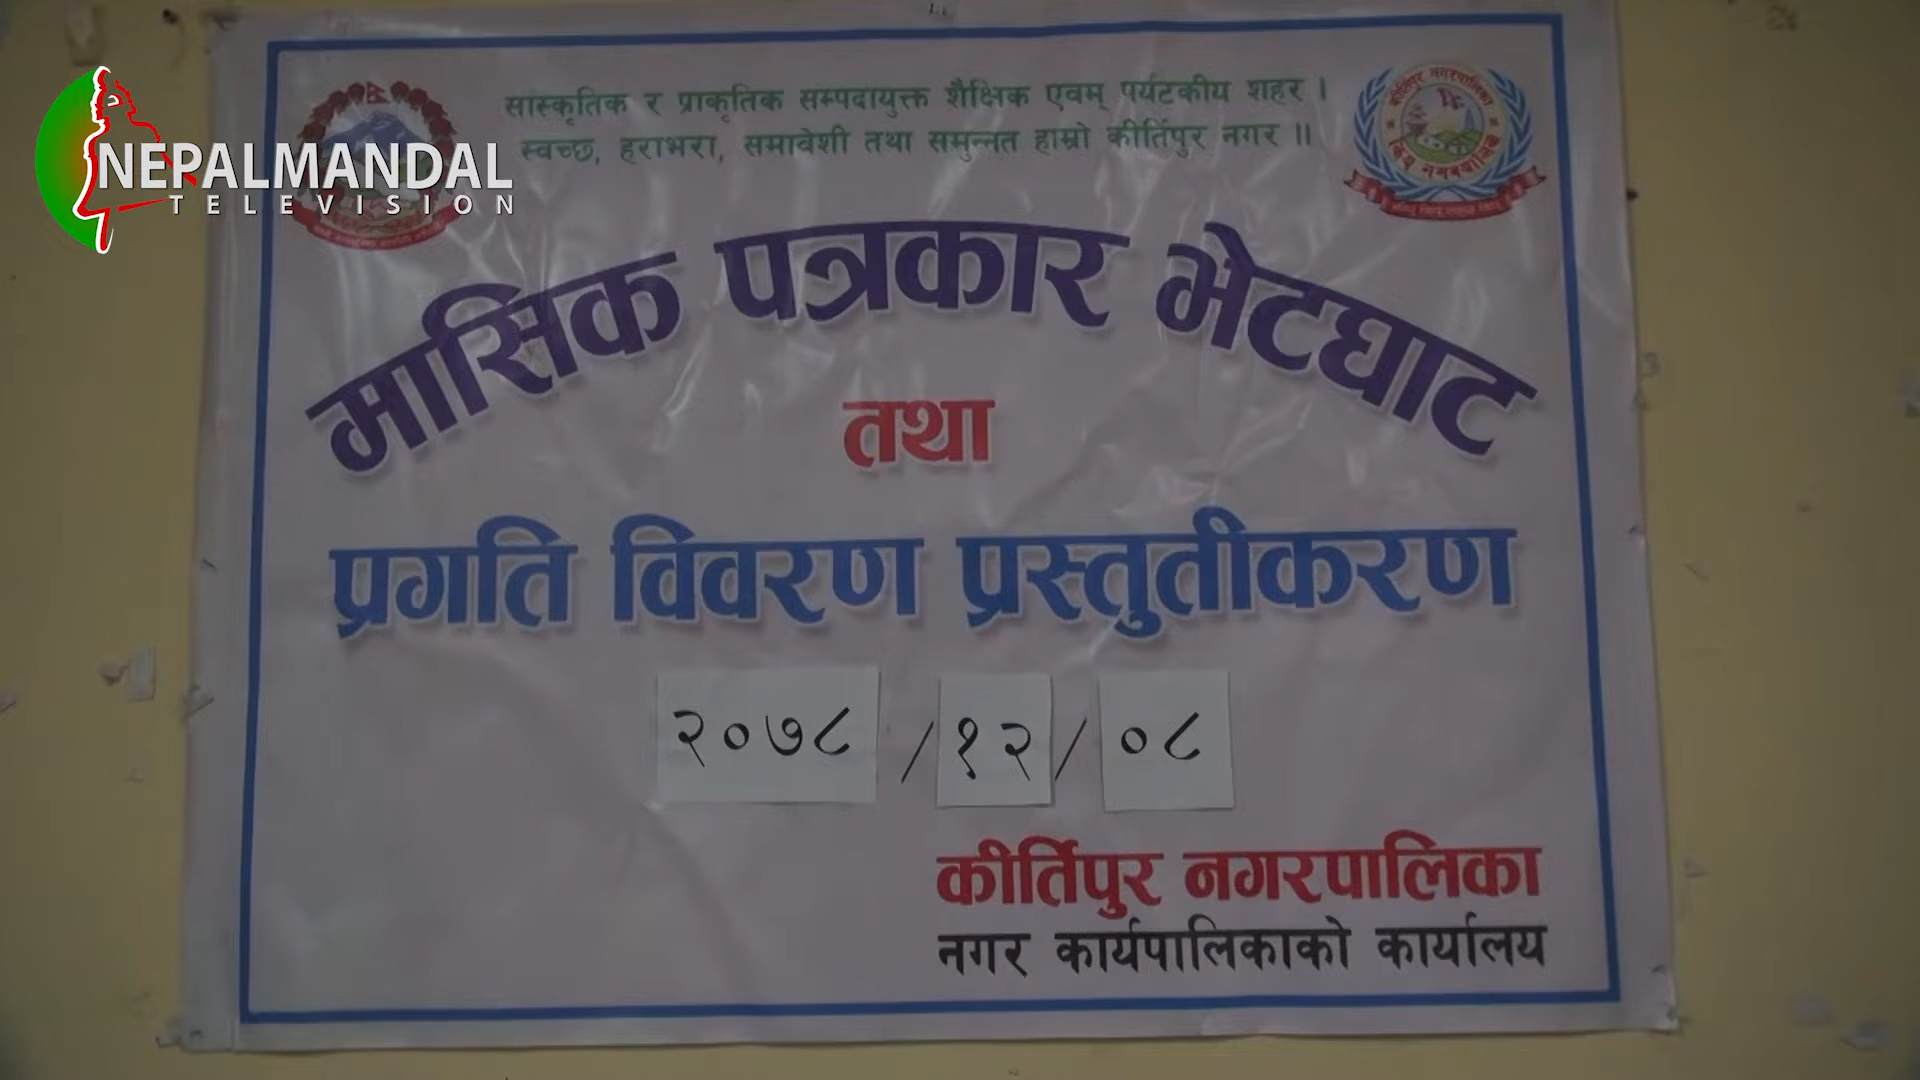 NEPALMANDAL
TELEVISION
सांस्कृतिक र प्राकृतिक सम्पदायुक्त शैक्षिक एवम् पर्यटकीय शहर ।
स्वच्छ, हराभरा, समावेशी तथा समुन्नत हाम्रो कीर्तिपुर नगर ॥
कीर्तिपुर नगरपालिका
मासिक पत्रकार भेटघाट
तथा
प्रगति विवरण प्रस्तुतीकरण
२०७८ / १२ / ०८
कीर्तिपुर नगरपालिका
नगर कार्यपालिकाको कार्यालय